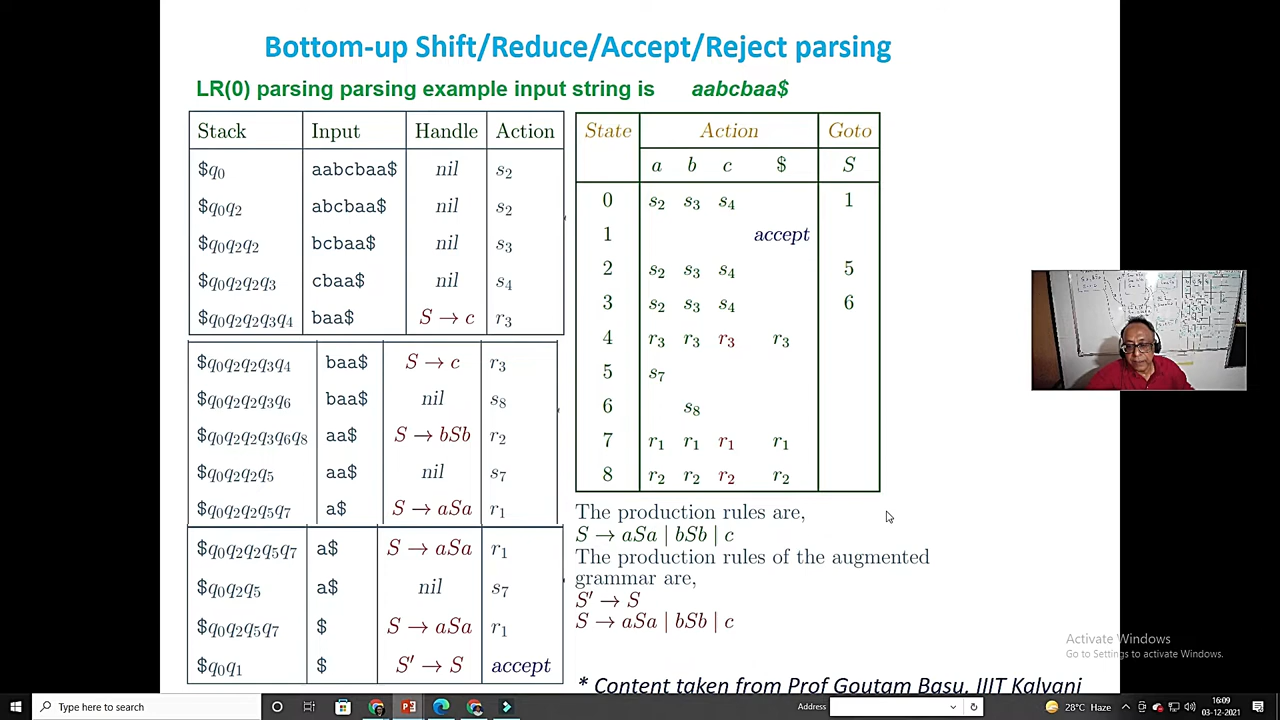 Bottom-up Shift/Reduce/Accept/Reject parsing
LR(0) parsing parsing example input string is aabcbaa$
Stack Input Handle Action
$q₀ aabcbaa$ nil s₂
$q₀q₂ abcbaa$ nil s₂
$q₀q₂q₂ bcbaa$ nil s₃
$q₀q₂q₂q₃ cbaa$ nil s₄
$q₀q₂q₂q₃q₄ baa$ S → c r₃
$q₀q₂q₂q₃q₄ baa$ S → c r₃
$q₀q₂q₂q₃q₆ baa$ nil s₈
$q₀q₂q₂q₃q₆q₈ aa$ S → bSb r₂
$q₀q₂q₂q₅ aa$ nil s₇
$q₀q₂q₂q₅q₇ a$ S → aSa r₁
$q₀q₂q₂q₅q₇ a$ S → aSa r₁
$q₀q₂q₅ a$ nil s₇
$q₀q₂q₅q₇ $ S → aSa r₁
$q₀q₁ $ S′ → S accept
State Action Goto
a b c $ S
0 s₂ s₃ s₄ 1
1 accept
2 s₂ s₃ s₄ 5
3 s₂ s₃ s₄ 6
4 r₃ r₃ r₃ r₃
5 s₇
6 s₈
7 r₁ r₁ r₁ r₁
8 r₂ r₂ r₂ r₂
The production rules are,
S → aSa | bSb | c
The production rules of the augmented
grammar are,
S′ → S
S → aSa | bSb | c
* Content taken from Prof Goutam Basu, IIIT Kalyani
Activate Windows
Go to Settings to activate Windows.
Type here to search
Address
28°C Haze
16:09
03-12-2021